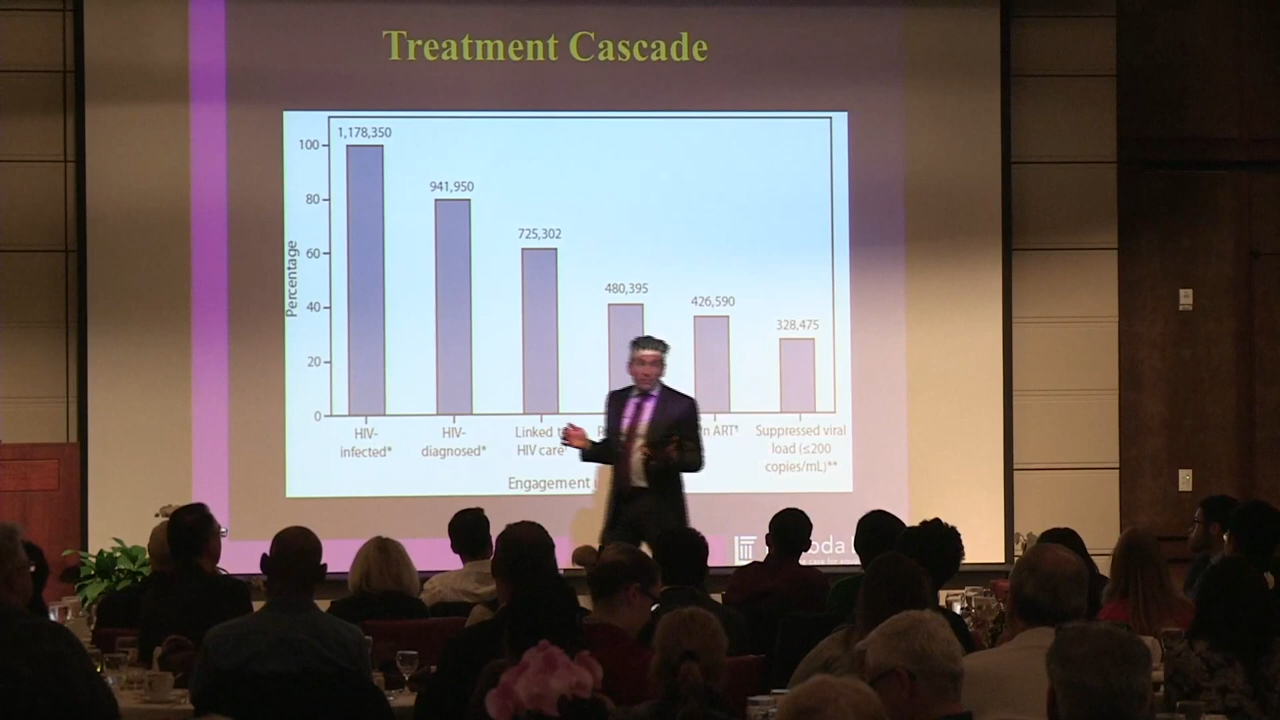 Treatment Cascade
1,178,350
100
941,950
80
725,302
60
480,395
426,590
40
328,475
20
0
Percentage
HIV-
infected*
HIV-
diagnosed*
Linked
HIV care
ART¶
Suppressed viral
load (≤200
copies/mL)**
Engagement